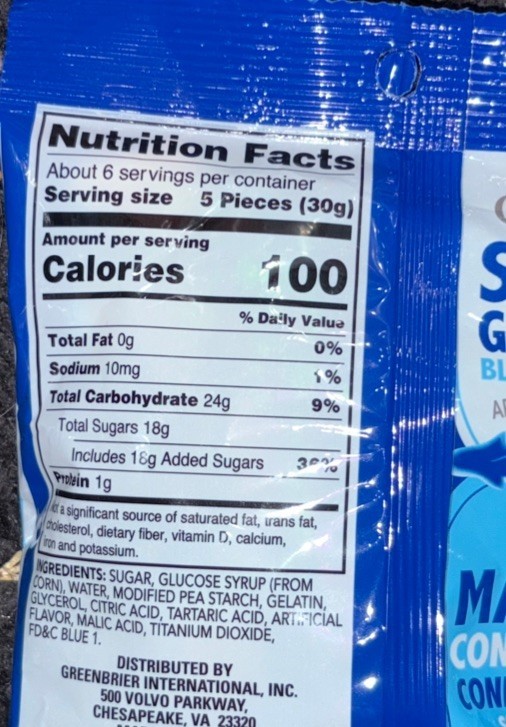 Nutrition Facts
About 6 servings per container
Serving size 5 Pieces (30g)
Amount per serving
Calories 100
% Daily Value
Total Fat 0g 0%
Sodium 10mg 1%
Total Carbohydrate 24g 9%
Total Sugars 18g
Includes 18g Added Sugars 36%
Protein 1g
Not a significant source of saturated fat, trans fat,
cholesterol, dietary fiber, vitamin D, calcium,
iron and potassium.
INGREDIENTS: SUGAR, GLUCOSE SYRUP (FROM
CORN), WATER, MODIFIED PEA STARCH, GELATIN,
GLYCEROL, CITRIC ACID, TARTARIC ACID, ARTIFICIAL
FLAVOR, MALIC ACID, TITANIUM DIOXIDE,
FD&C BLUE 1.
DISTRIBUTED BY
GREENBRIER INTERNATIONAL, INC.
500 VOLVO PARKWAY,
CHESAPEAKE, VA 23320
S
G
BL
MA
CON
CON